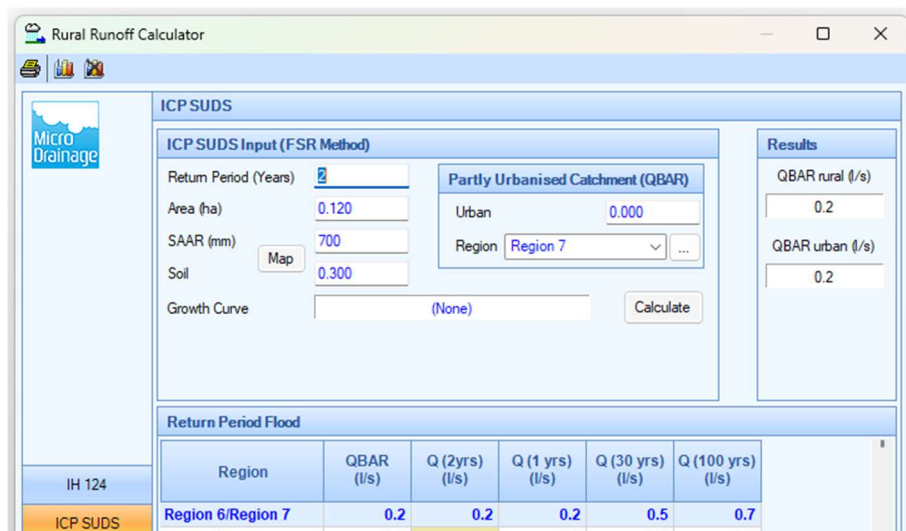 Rural Runoff Calculator
Micro
Drainage
ICP SUDS
ICP SUDS Input (FSR Method)
Return Period (Years) 2
Area (ha) 0.120
SAAR (mm) 700
Map
Soil 0.300
Growth Curve (None)
Partly Urbanised Catchment (QBAR)
Urban 0.000
Region Region 7 ...
Calculate
Results
QBAR rural (l/s)
0.2
QBAR urban (l/s)
0.2
Return Period Flood
Region QBAR (l/s) Q (2yrs) (l/s) Q (1 yrs) (l/s) Q (30 yrs) (l/s) Q (100 yrs) (l/s)
Region 6/Region 7 0.2 0.2 0.2 0.5 0.7
IH 124
ICP SUDS